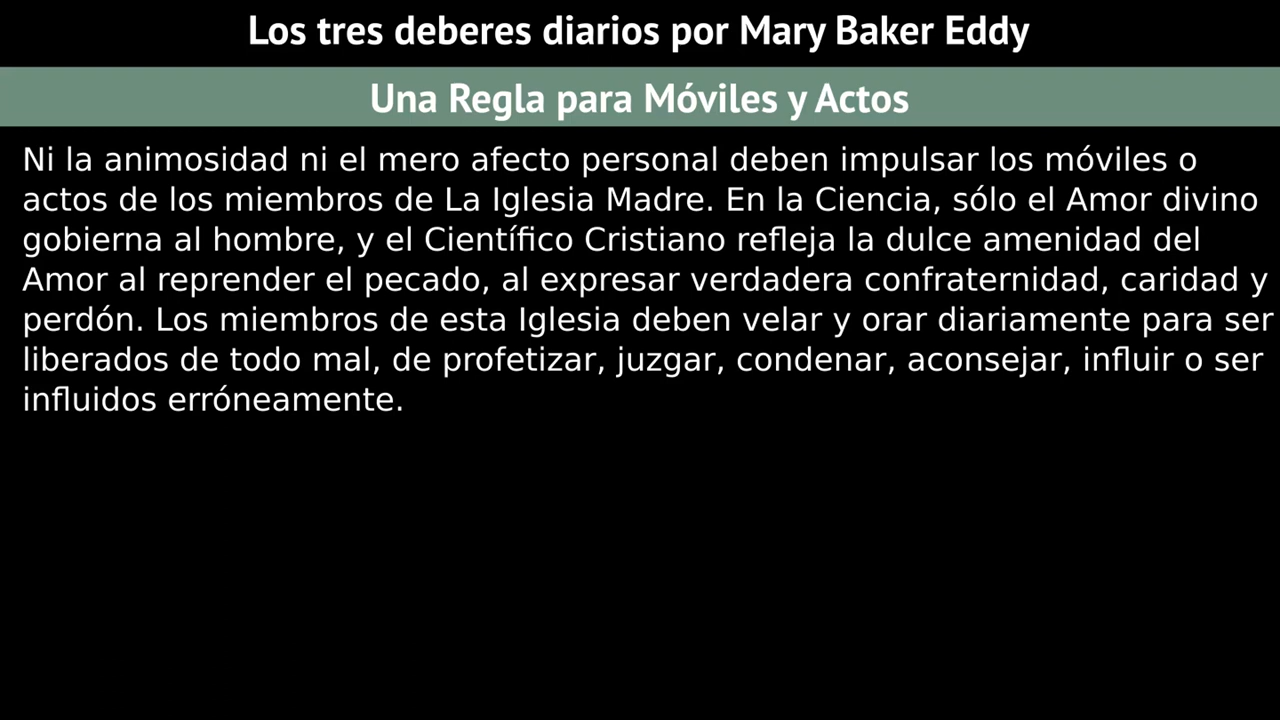 Los tres deberes diarios por Mary Baker Eddy
Una Regla para Móviles y Actos
Ni la animosidad ni el mero afecto personal deben impulsar los móviles o
actos de los miembros de La Iglesia Madre. En la Ciencia, sólo el Amor divino
gobierna al hombre, y el Científico Cristiano refleja la dulce amenidad del
Amor al reprender el pecado, al expresar verdadera confraternidad, caridad y
perdón. Los miembros de esta Iglesia deben velar y orar diariamente para ser
liberados de todo mal, de profetizar, juzgar, condenar, aconsejar, influir o ser
influidos erróneamente.